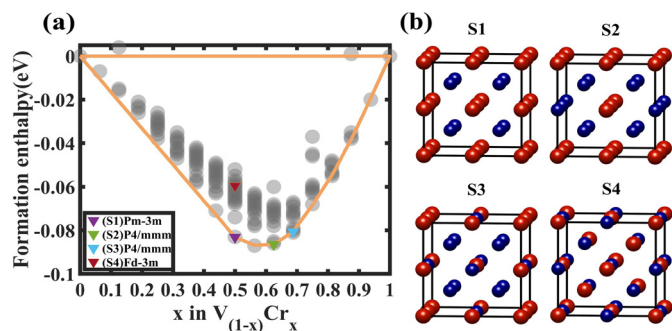 (a)
Formation enthalpy(eV)
0
-0.02
-0.04
-0.06
-0.08
-0.1
(S1)Pm-3m
(S2)P4/mmm
(S3)P4/mmm
(S4)Fd-3m
0 0.1 0.2 0.3 0.4 0.5 0.6 0.7 0.8 0.9 1
x in V(1-x)Crx
(b)
S1 S2
S3 S4